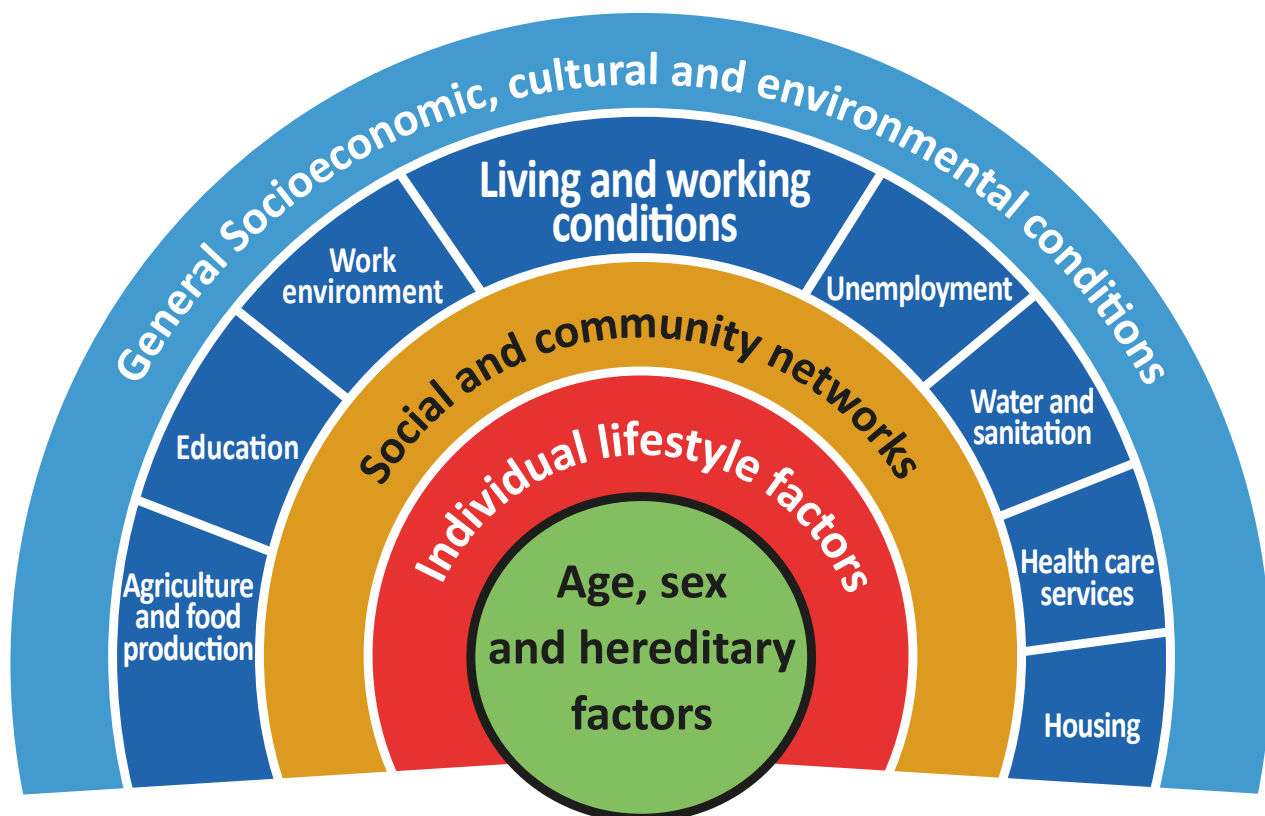 General Socioeconomic, cultural and environmental conditions
Living and working
conditions
Work
environment
Unemployment
Education
Water and
sanitation
Agriculture
and food
production
Health care
services
Housing
Social and community networks
Individual lifestyle factors
Age, sex
and hereditary
factors